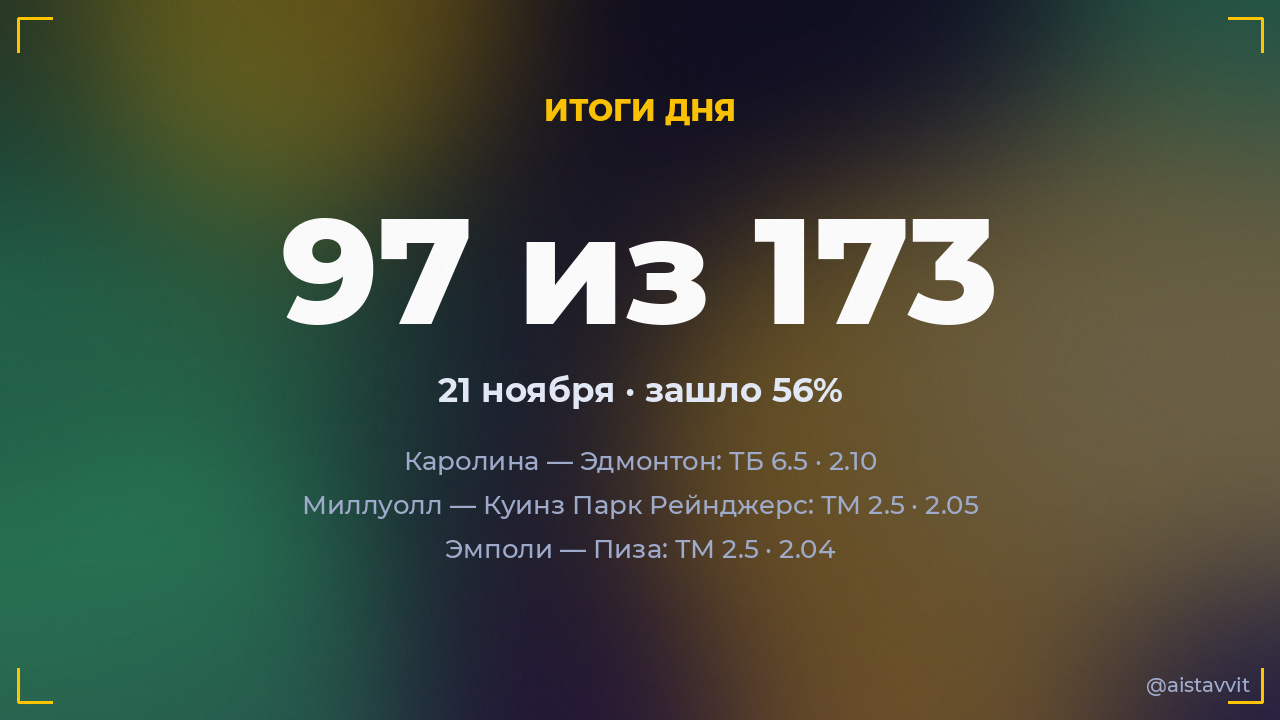 ИТОГИ ДНЯ
97 из 173
21 ноября · зашло 56%
Каролина — Эдмонтон: ТБ 6.5 · 2.10
Миллуолл — Куинз Парк Рейнджерс: ТМ 2.5 · 2.05
Эмполи — Пиза: ТМ 2.5 · 2.04
@aistavvit